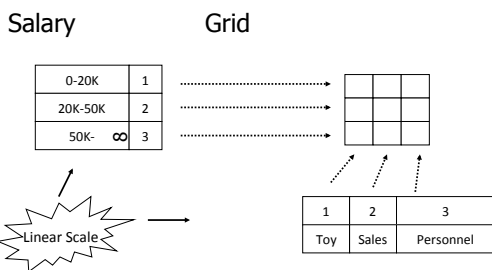 Salary Grid
0-20K 1
20K-50K 2
50K- ∞ 3
Linear Scale
1 2 3
Toy Sales Personnel